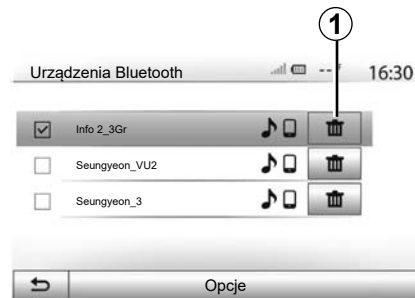 1
Urządzenia Bluetooth -- ° 16:30
Info 2_3Gr
Seungyeon_VU2
Seungyeon_3
Opcje